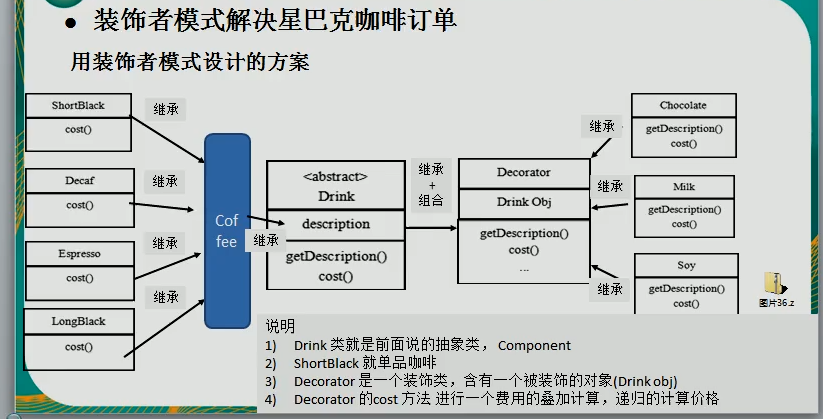 ● 装饰者模式解决星巴克咖啡订单
用装饰者模式设计的方案
ShortBlack
cost()
继承
Decaf
cost()
继承
Espresso
cost()
继承
LongBlack
cost()
继承
Cof
fee
继承
<abstract>
Drink
description
getDescription()
cost()
继承
+
组合
Decorator
Drink Obj
getDescription()
cost()
...
继承
Chocolate
getDescription()
cost()
继承
Milk
getDescription()
cost()
继承
Soy
getDescription()
cost()
图片36.z
说明
1) Drink 类就是前面说的抽象类， Component
2) ShortBlack 就单品咖啡
3) Decorator 是一个装饰类，含有一个被装饰的对象(Drink obj)
4) Decorator 的cost 方法 进行一个费用的叠加计算，递归的计算价格